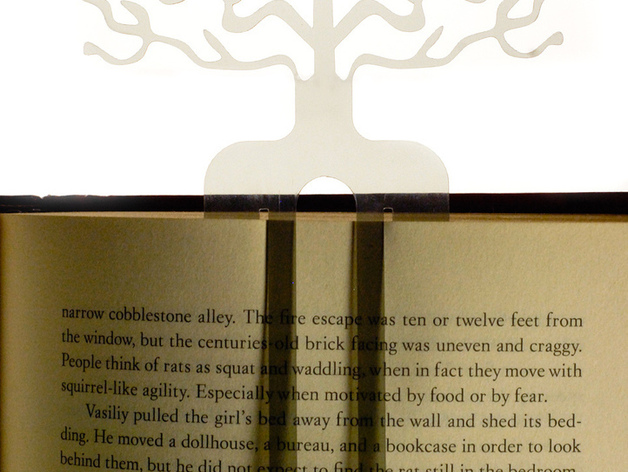 narrow cobblestone alley. The fire escape was ten or twelve feet from
the window, but the centuries-old brick facing was uneven and craggy.
People think of rats as squat and waddling, when in fact they move with
squirrel-like agility. Especially when motivated by food or by fear.
Vasiliy pulled the girl's bed away from the wall and shed its bed-
ding. He moved a dollhouse, a bureau, and a bookcase in order to look
behind them, but he did not expect to find the rat still in the bedroom.